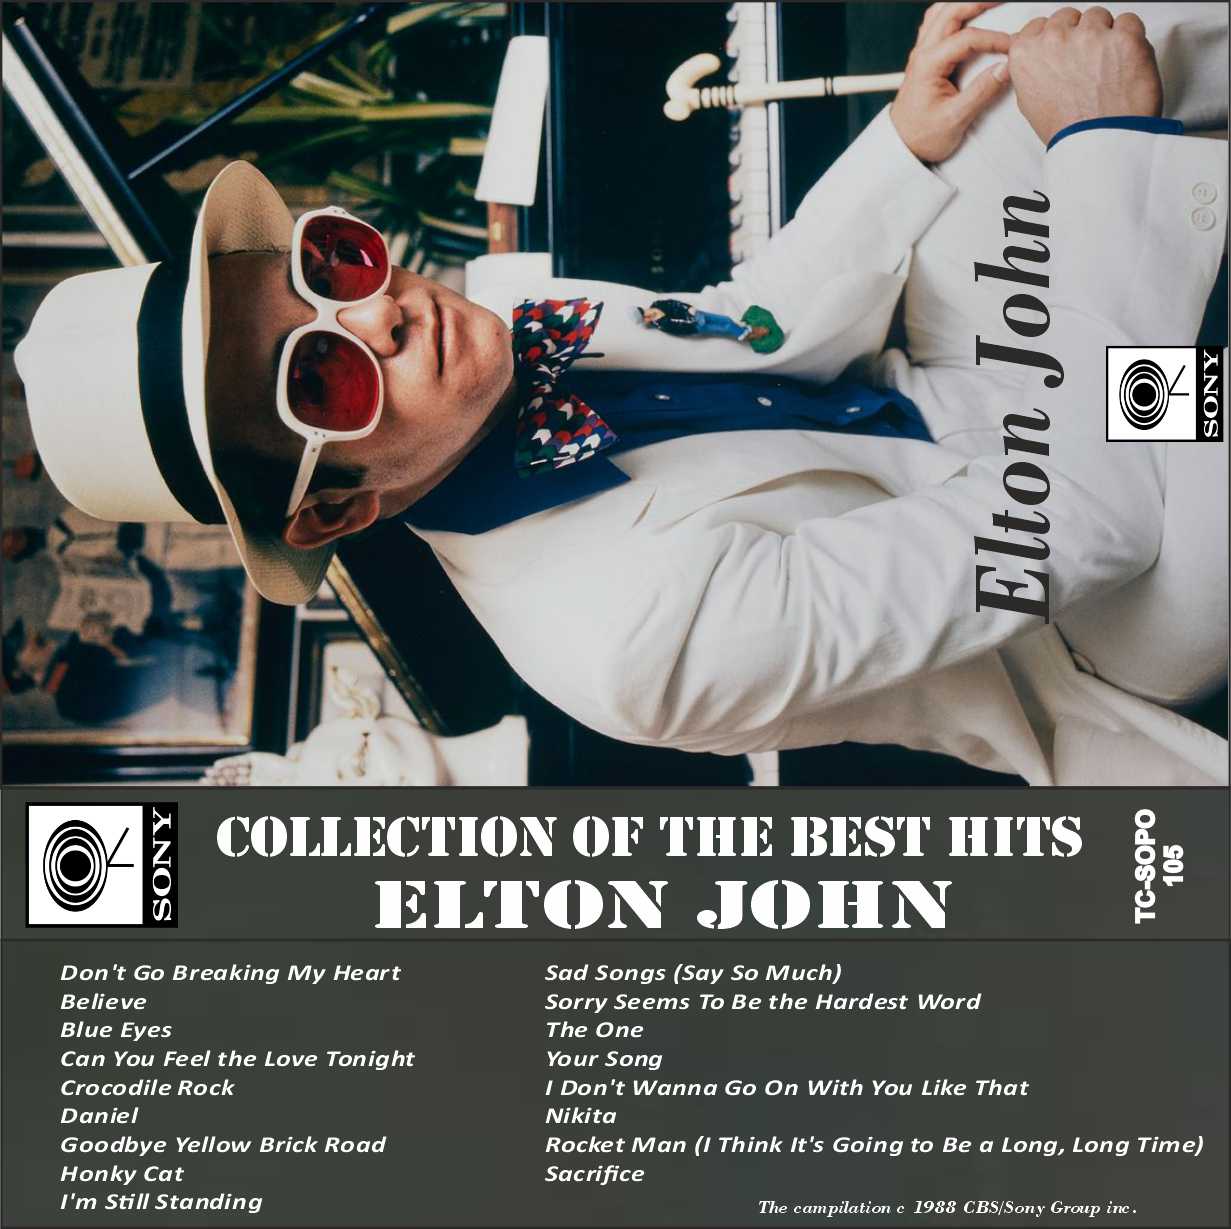 Elton John
SONY
SONY
COLLECTION OF THE BEST HITS
ELTON JOHN
TC-SOPO
105
Don't Go Breaking My Heart
Believe
Blue Eyes
Can You Feel the Love Tonight
Crocodile Rock
Daniel
Goodbye Yellow Brick Road
Honky Cat
I'm Still Standing
Sad Songs (Say So Much)
Sorry Seems To Be the Hardest Word
The One
Your Song
I Don't Wanna Go On With You Like That
Nikita
Rocket Man (I Think It's Going to Be a Long, Long Time)
Sacrifice
The campilation c 1988 CBS/Sony Group inc.